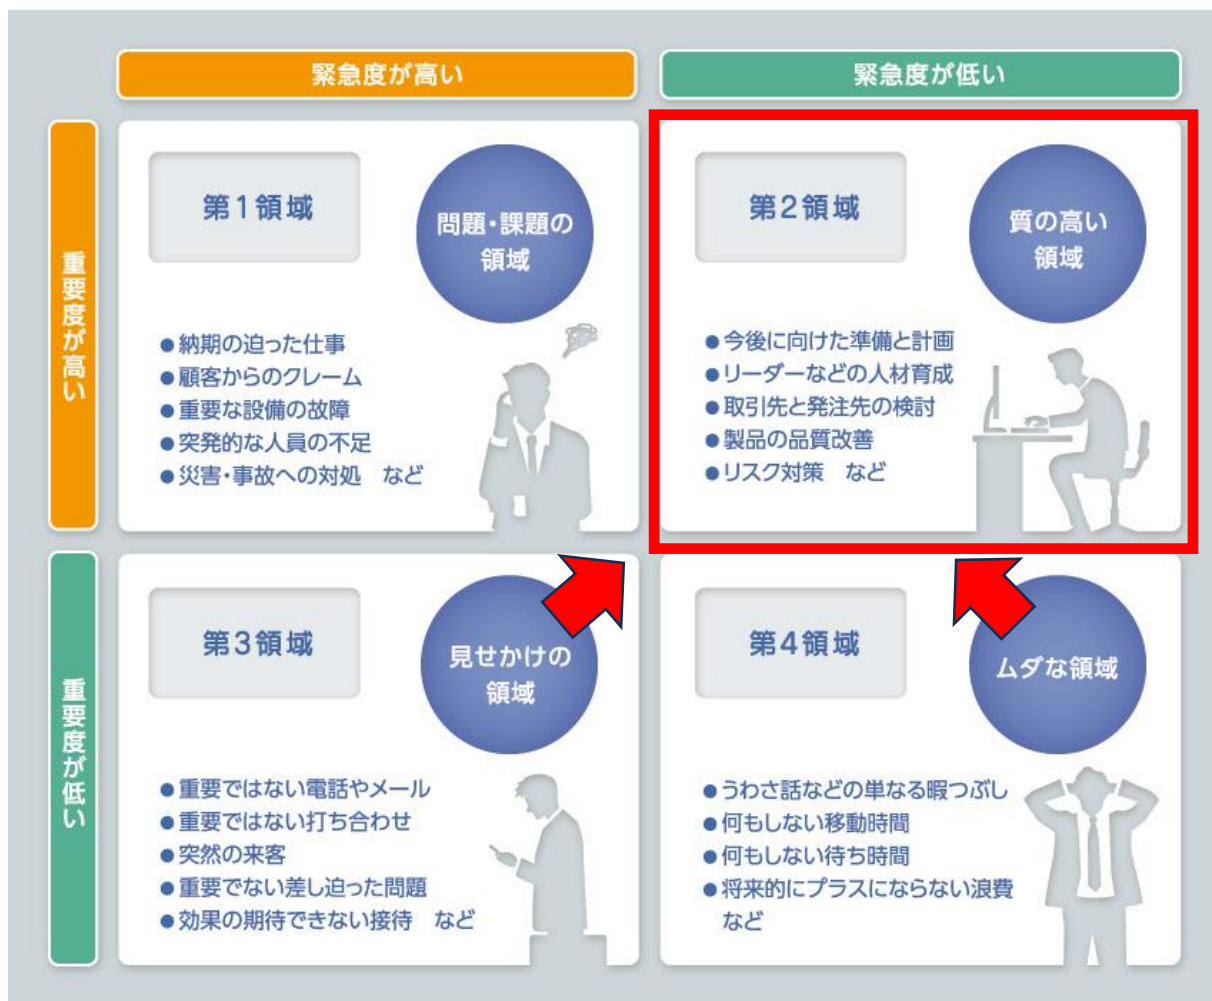 緊急度が高い
緊急度が低い
重要度が高い
第1領域
問題・課題の
領域
●納期の迫った仕事
●顧客からのクレーム
●重要な設備の故障
●突発的な人員の不足
●災害・事故への対処　など
第2領域
質の高い
領域
●今後に向けた準備と計画
●リーダーなどの人材育成
●取引先と発注先の検討
●製品の品質改善
●リスク対策　など
重要度が低い
第3領域
見せかけの
領域
●重要ではない電話やメール
●重要ではない打ち合わせ
●突然の来客
●重要でない差し迫った問題
●効果の期待できない接待　など
第4領域
ムダな領域
●うわさ話などの単なる暇つぶし
●何もしない移動時間
●何もしない待ち時間
●将来的にプラスにならない浪費
など